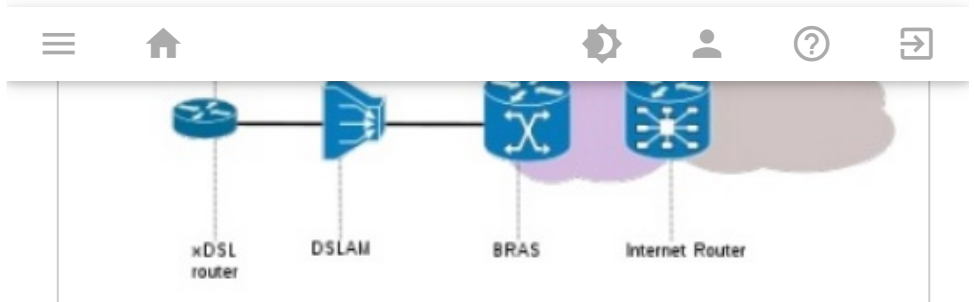 xDSL
router
DSLAM
BRAS
Internet Router